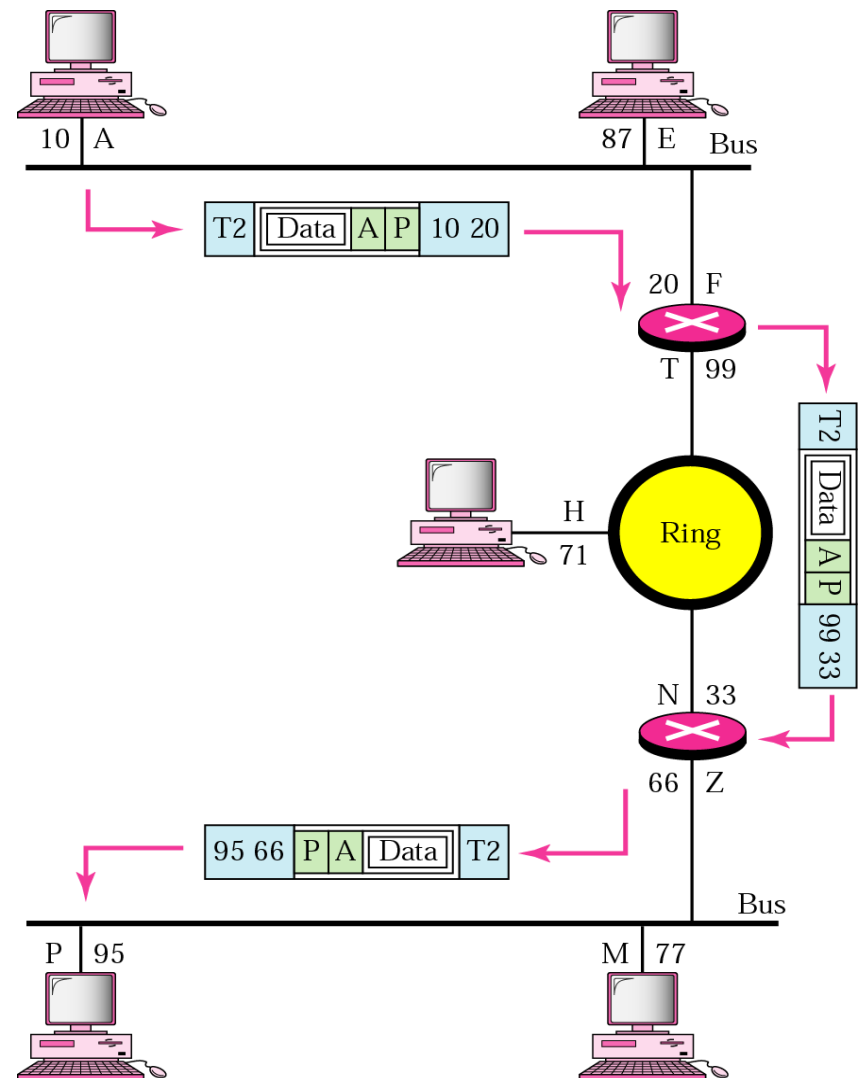 10 A
87 E
Bus
T2 Data A P 10 20
20 F
T 99
T2 Data A P 99 33
H
71
Ring
N 33
66 Z
95 66 P A Data T2
Bus
P 95
M 77